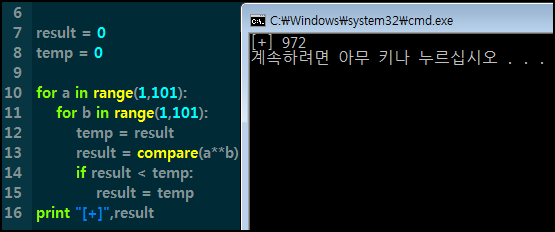 6
7 result = 0
8 temp = 0
9
10 for a in range(1,101):
11 for b in range(1,101):
12 temp = result
13 result = compare(a**b)
14 if result < temp:
15 result = temp
16 print "[+]",result
C:\Windows\system32\cmd.exe
[+] 972
계속하려면 아무 키나 누르십시오 . . .